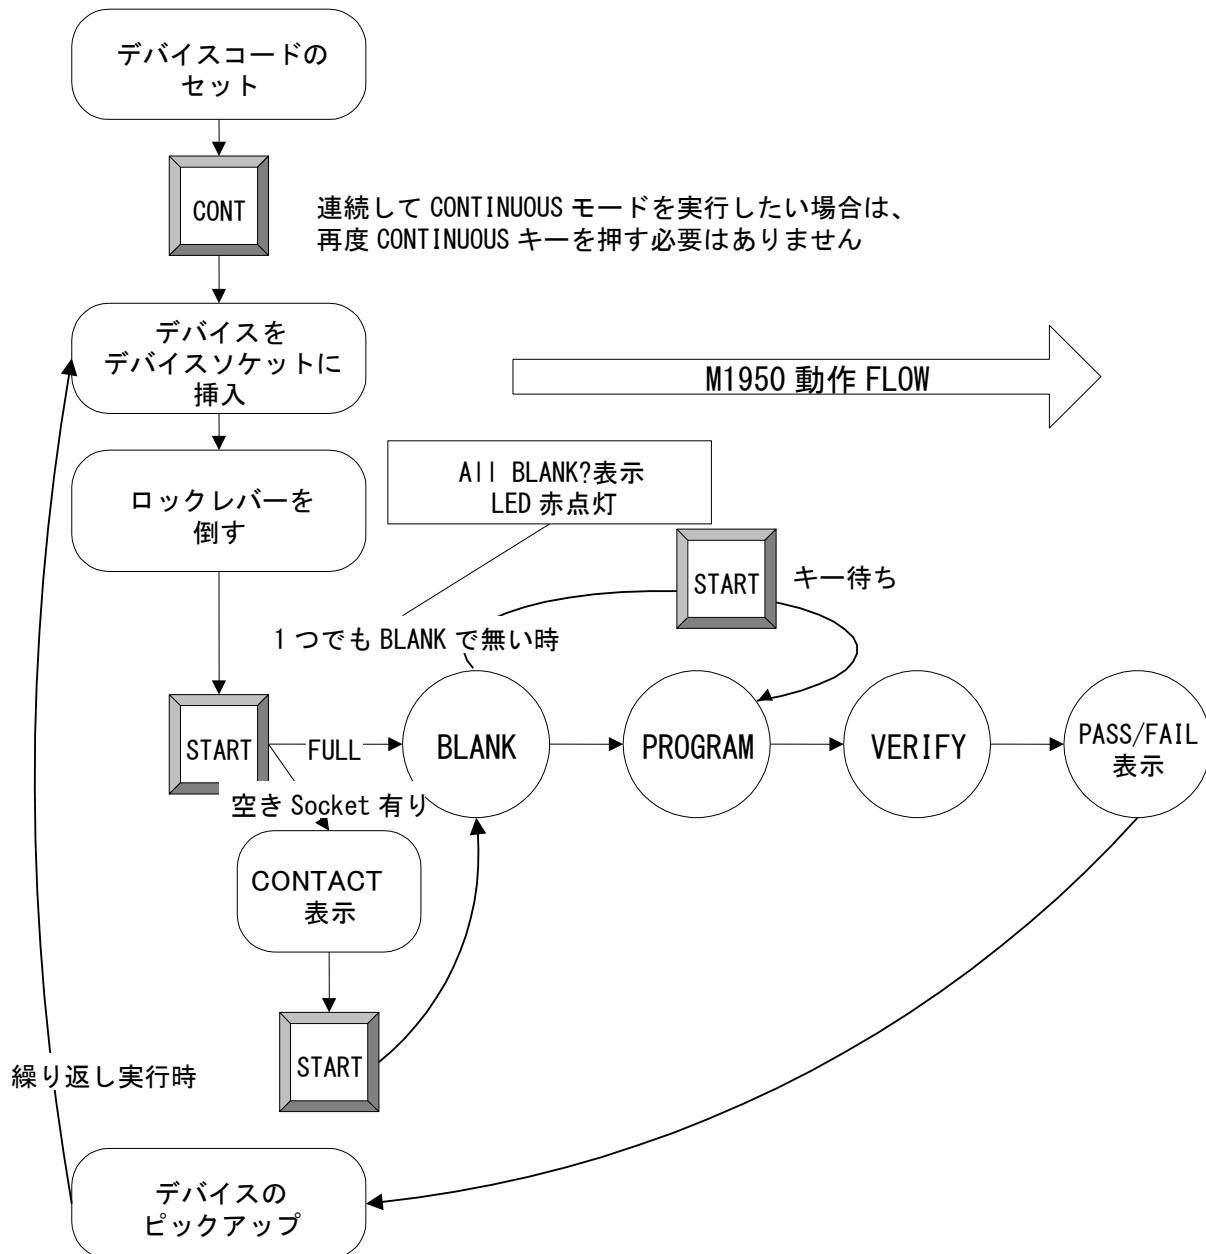 デバイスコードの
セット
CONT
連続して CONTINUOUS モードを実行したい場合は、
再度 CONTINUOUS キーを押す必要はありません
デバイスを
デバイスソケットに
挿入
M1950 動作 FLOW
All BLANK?表示
LED 赤点灯
ロックレバーを
倒す
START
キー待ち
1 つでも BLANK で無い時
START
FULL
BLANK
PROGRAM
VERIFY
PASS/FAIL
表示
空き Socket 有り
CONTACT
表示
START
繰り返し実行時
デバイスの
ピックアップ